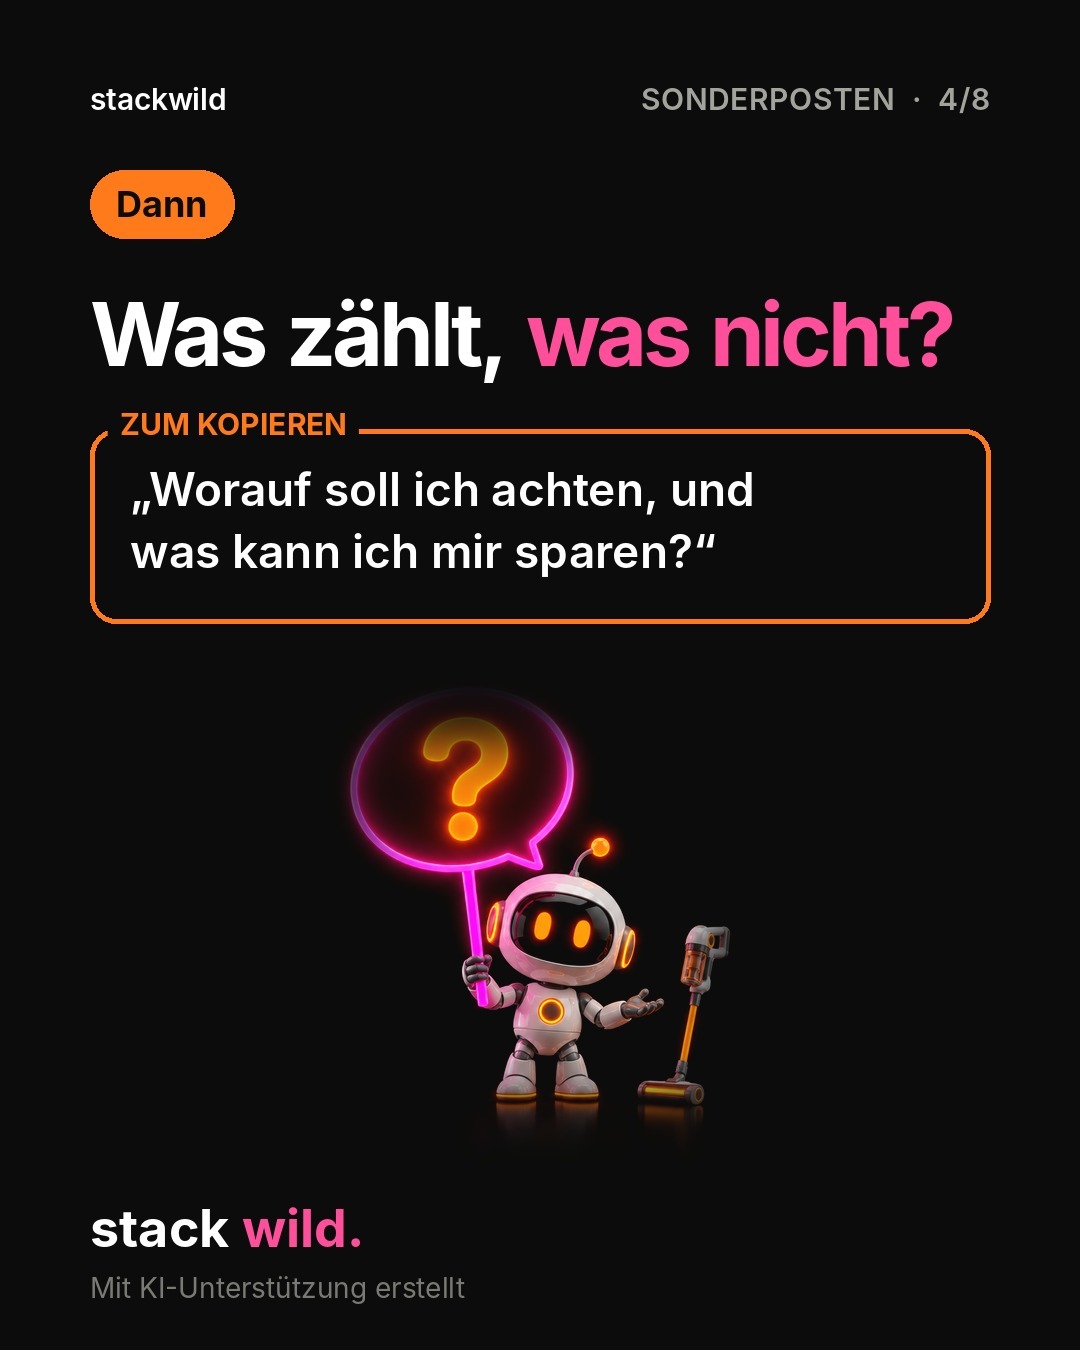 stackwild
SONDERPOSTEN · 4/8
Dann
Was zählt, was nicht?
ZUM KOPIEREN
„Worauf soll ich achten, und
was kann ich mir sparen?“
?
stack wild.
Mit KI-Unterstützung erstellt